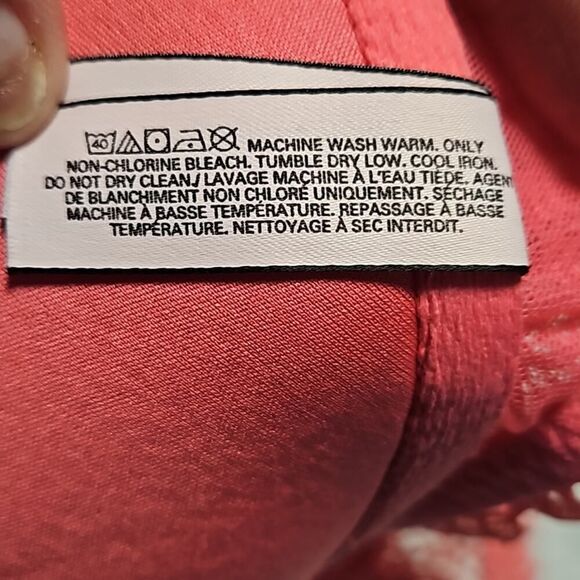 40 MACHINE WASH WARM. ONLY
NON-CHLORINE BLEACH. TUMBLE DRY LOW. COOL IRON.
DO NOT DRY CLEAN./ LAVAGE MACHINE À L'EAU TIÈDE. AGENT
DE BLANCHIMENT NON CHLORÉ UNIQUEMENT. SÉCHAGE
MACHINE À BASSE TEMPÉRATURE. REPASSAGE À BASSE
TEMPÉRATURE. NETTOYAGE À SEC INTERDIT.